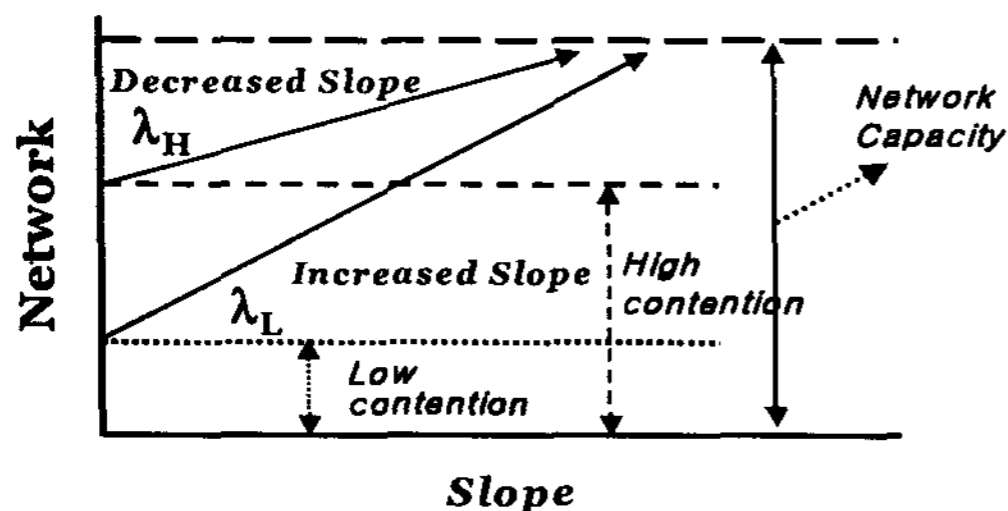 Decreased Slope
λH
Network
Capacity
Network
Increased Slope
High
contention
λL
Low
contention
Slope